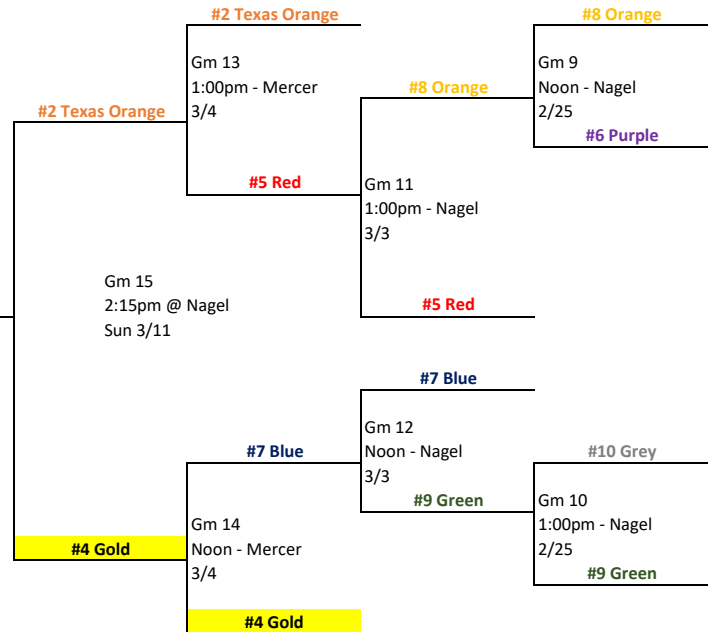 #2 Texas Orange
#8 Orange
Gm 13
1:00pm - Mercer
3/4
Gm 9
Noon - Nagel
2/25
#8 Orange
#2 Texas Orange
#6 Purple
#5 Red
Gm 11
1:00pm - Nagel
3/3
Gm 15
2:15pm @ Nagel
Sun 3/11
#5 Red
#7 Blue
Gm 12
Noon - Nagel
3/3
#7 Blue
#10 Grey
#9 Green
Gm 10
1:00pm - Nagel
2/25
Gm 14
Noon - Mercer
3/4
#4 Gold
#9 Green
#4 Gold